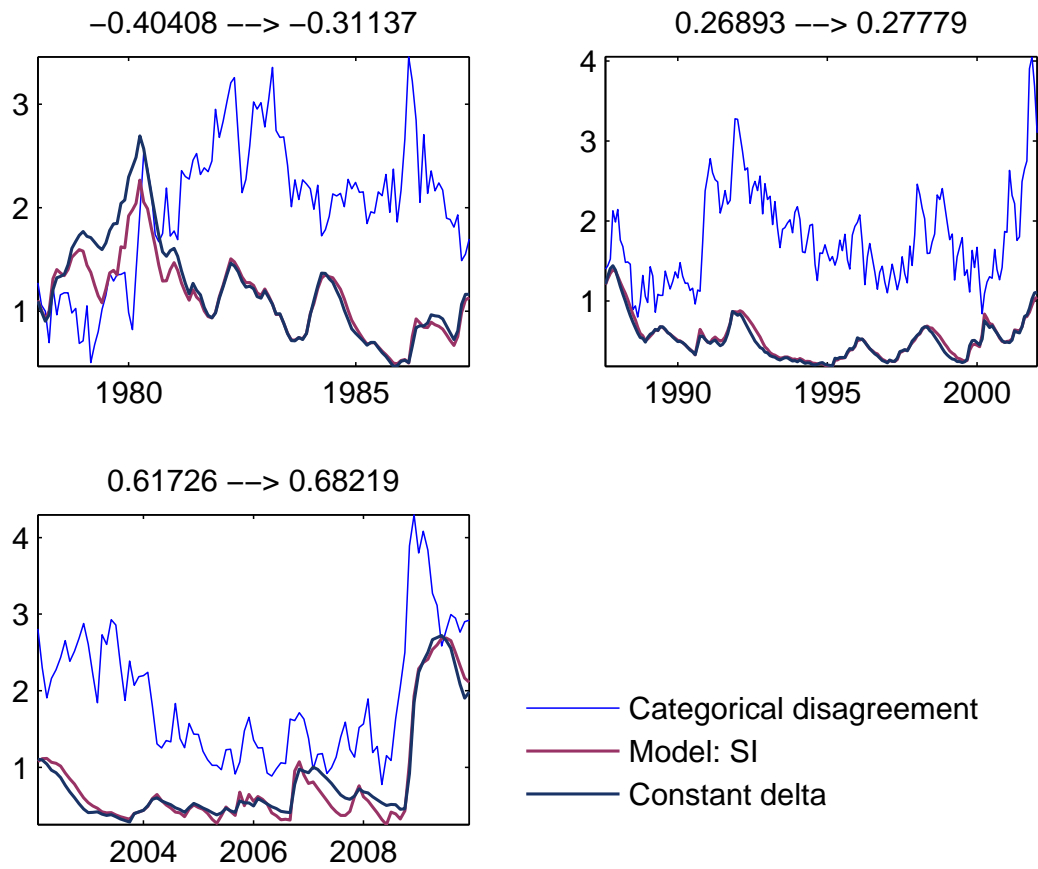 −0.40408 −−> −0.31137
3
2
1
1980 1985
0.26893 −−> 0.27779
4
3
2
1
1990 1995 2000
0.61726 −−> 0.68219
4
3
2
1
2004 2006 2008
Categorical disagreement
Model: SI
Constant delta